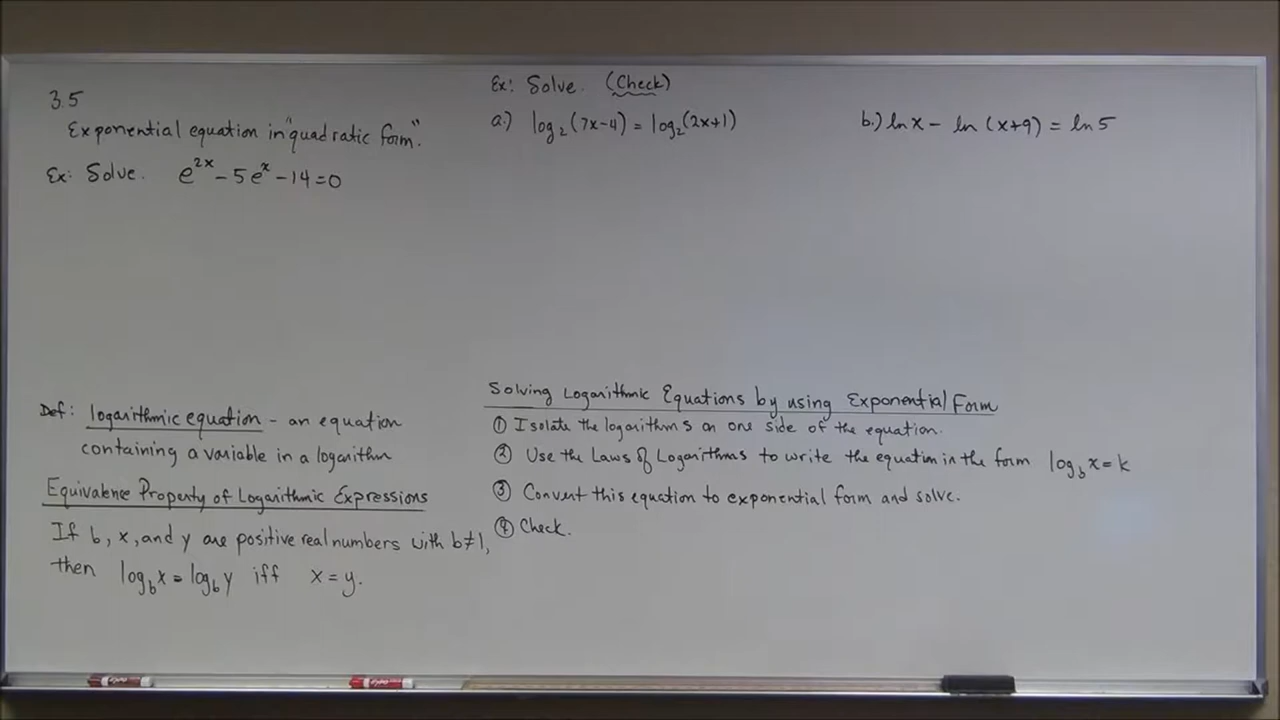 3.5
Exponential equation in "quadratic form."
Ex: Solve. e^{2x} - 5e^x - 14 = 0
Def: logarithmic equation - an equation
containing a variable in a logarithm
Equivalence Property of Logarithmic Expressions
If b, x, and y are positive real numbers with b≠1,
then log_b x = log_b y iff x = y.
Ex: Solve. (Check)
a.) log_2 (7x-4) = log_2 (2x+1)
b.) ln x - ln (x+9) = ln 5
Solving Logarithmic Equations by using Exponential Form
① Isolate the logarithms on one side of the equation.
② Use the Laws of Logarithms to write the equation in the form log_b x = k
③ Convert this equation to exponential form and solve.
④ Check.